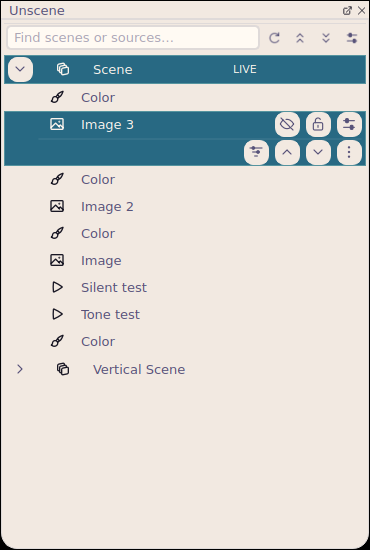 Unscene
Find scenes or sources...
Scene LIVE
Color
Image 3
Color
Image 2
Color
Image
Silent test
Tone test
Color
Vertical Scene